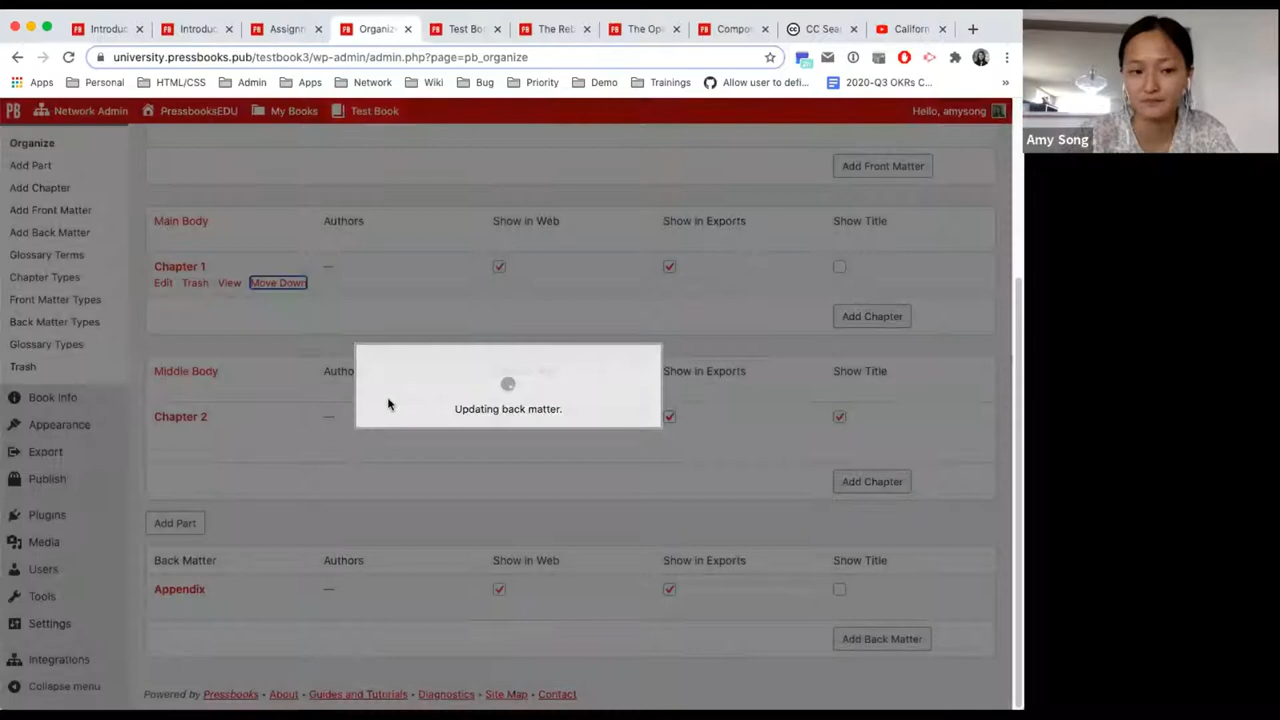 Introduc
Introduc
Assignn
Organiz
Test Bo
The Reb
The Ope
Compo
CC Sea
Californ
university.pressbooks.pub/testbook3/wp-admin/admin.php?page=pb_organize
Apps Personal HTML/CSS Admin Apps Network Wiki Bug Priority Demo Trainings Allow user to defi... 2020-Q3 OKRs C... »
Network Admin PressbooksEDU My Books Test Book Hello, amysong
Amy Song
Organize
Add Part
Add Chapter
Add Front Matter
Add Back Matter
Glossary Terms
Chapter Types
Front Matter Types
Back Matter Types
Glossary Types
Trash
Book Info
Appearance
Export
Publish
Plugins
Media
Users
Tools
Settings
Integrations
Collapse menu
Add Front Matter
Main Body Authors Show in Web Show in Exports Show Title
Chapter 1 —
Edit Trash View Move Down
Add Chapter
Middle Body Autho Show in Exports Show Title
Updating back matter.
Chapter 2 —
Add Chapter
Add Part
Back Matter Authors Show in Web Show in Exports Show Title
Appendix —
Add Back Matter
Powered by Pressbooks • About • Guides and Tutorials • Diagnostics • Site Map • Contact